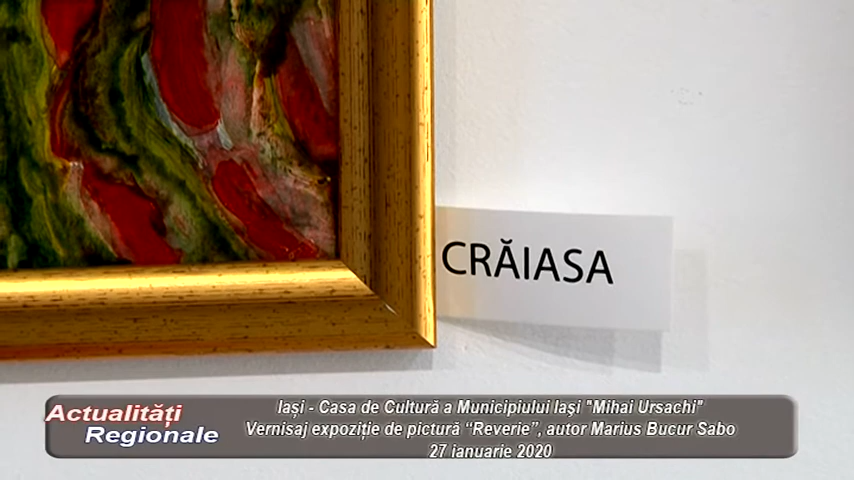 CRĂIASA
Actualități
Regionale
Iași - Casa de Cultură a Municipiului Iaşi "Mihai Ursachi"
Vernisaj expoziție de pictură “Reverie”, autor Marius Bucur Sabo
27 ianuarie 2020